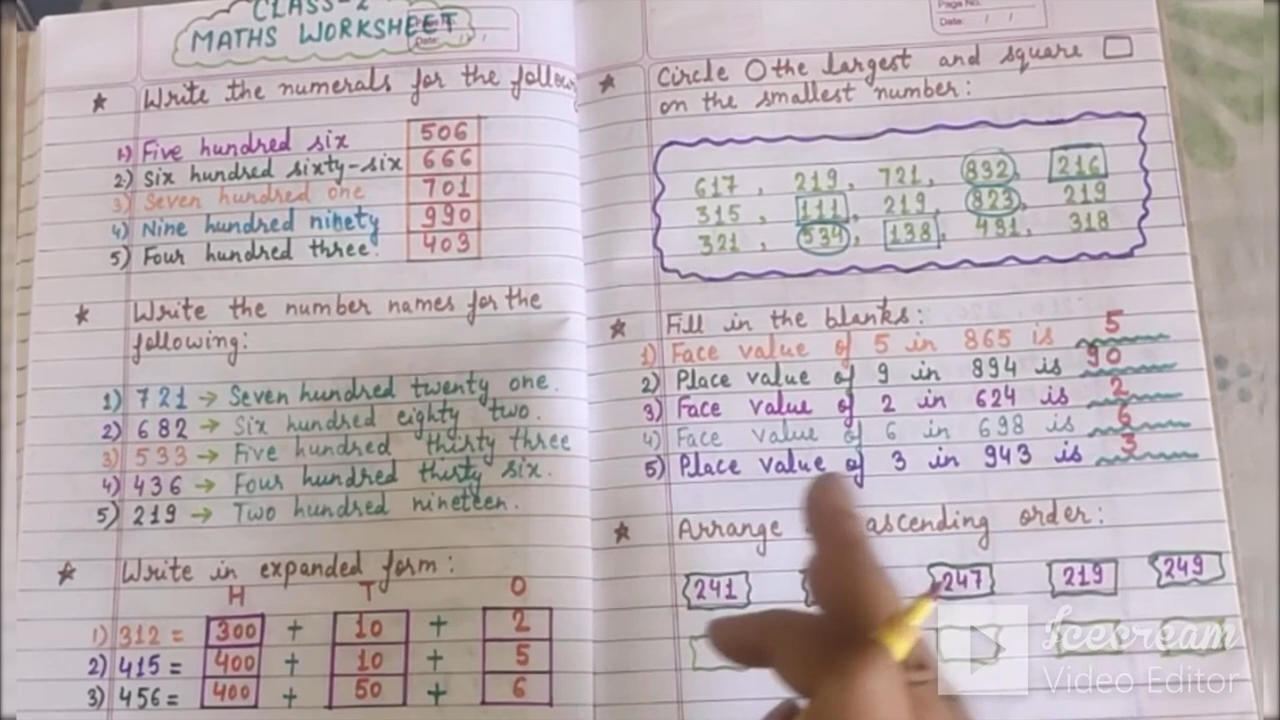 CLASS-2
MATHS WORKSHEET
Date: / /
Write the numerals for the
1) Five hundred six 506
2) Six hundred sixty-six 666
3) Seven hundred one 701
4) Nine hundred ninety 990
5) Four hundred three. 403
Write the number names for the
following:
1) 721 → Seven hundred twenty one.
2) 682 → Six hundred eighty two.
3) 533 → Five hundred thirty three
4) 436 → Four hundred thirty six.
5) 219 → Two hundred nineteen.
Write in expanded form:
H T O
1) 312 = 300 + 10 + 2
2) 415 = 400 + 10 + 5
3) 456 = 400 + 50 + 6
Page No.
Date: / /
Circle the largest and square
on the smallest number:
617, 219, 721, 892, 216
315, 111, 219, 823, 219
321, 534, 138, 431, 318
Fill in the blanks:
1) Face value of 5 in 865 is 5
2) Place value of 9 in 894 is 90
3) Face value of 2 in 624 is 2
4) Face value of 6 in 698 is 6
5) Place value of 3 in 943 is 3
Arrange ascending order:
241 247 219 249
Icecream
Video Editor